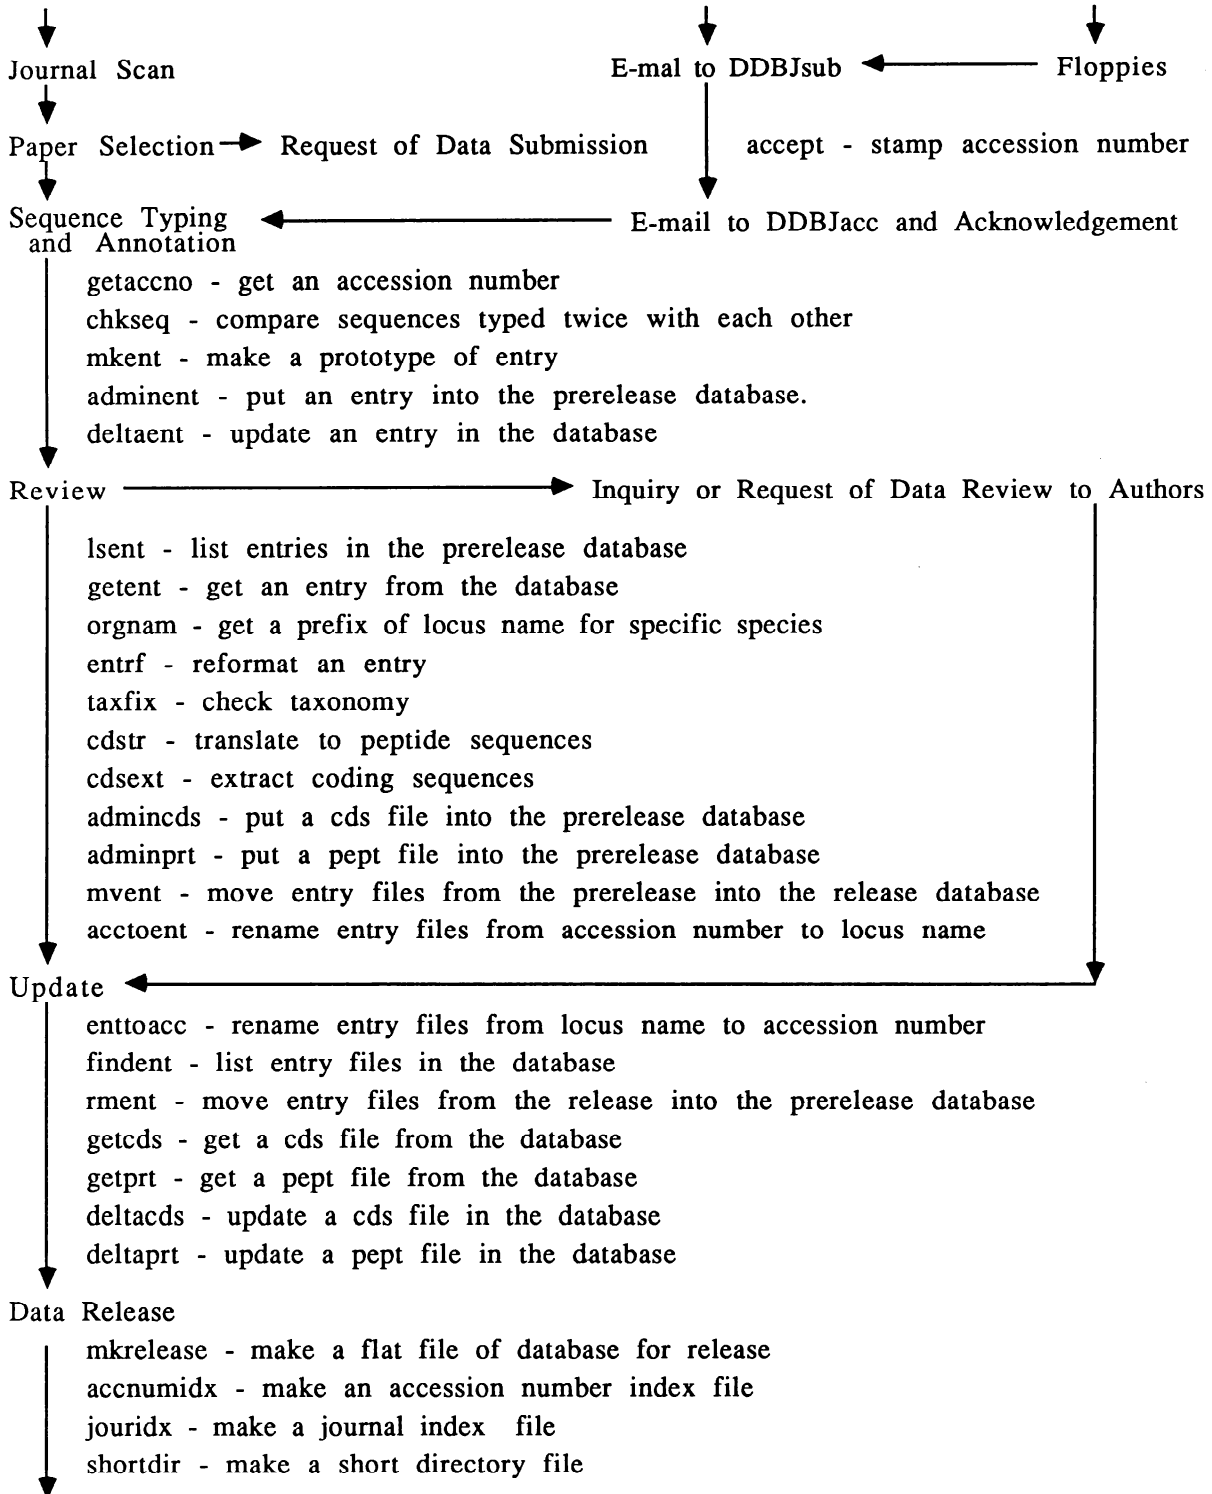 Journal Scan
E-mal to DDBJsub
Floppies
Paper Selection
Request of Data Submission
accept - stamp accession number
Sequence Typing
and Annotation
E-mail to DDBJacc and Acknowledgement
getaccno - get an accession number
chkseq - compare sequences typed twice with each other
mkent - make a prototype of entry
adminent - put an entry into the prerelease database.
deltaent - update an entry in the database
Review
Inquiry or Request of Data Review to Authors
lsent - list entries in the prerelease database
getent - get an entry from the database
orgnam - get a prefix of locus name for specific species
entrf - reformat an entry
taxfix - check taxonomy
cdstr - translate to peptide sequences
cdsext - extract coding sequences
admincds - put a cds file into the prerelease database
adminprt - put a pept file into the prerelease database
mvent - move entry files from the prerelease into the release database
acctoent - rename entry files from accession number to locus name
Update
enttoacc - rename entry files from locus name to accession number
findent - list entry files in the database
rment - move entry files from the release into the prerelease database
getcds - get a cds file from the database
getprt - get a pept file from the database
deltacds - update a cds file in the database
deltaprt - update a pept file in the database
Data Release
mkrelease - make a flat file of database for release
accnumidx - make an accession number index file
jouridx - make a journal index file
shortdir - make a short directory file